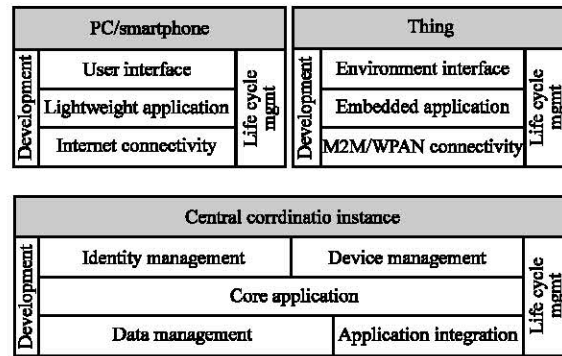 PC/smartphone
Development
User interface
Lightweight application
Internet connectivity
Life cycle
mgmt
Thing
Development
Environment interface
Embedded application
M2M/WPAN connectivity
Life cycle
mgmt
Central corrdinatio instance
Development
Identity management
Device management
Core application
Data management
Application integration
Life cycle
mgmt